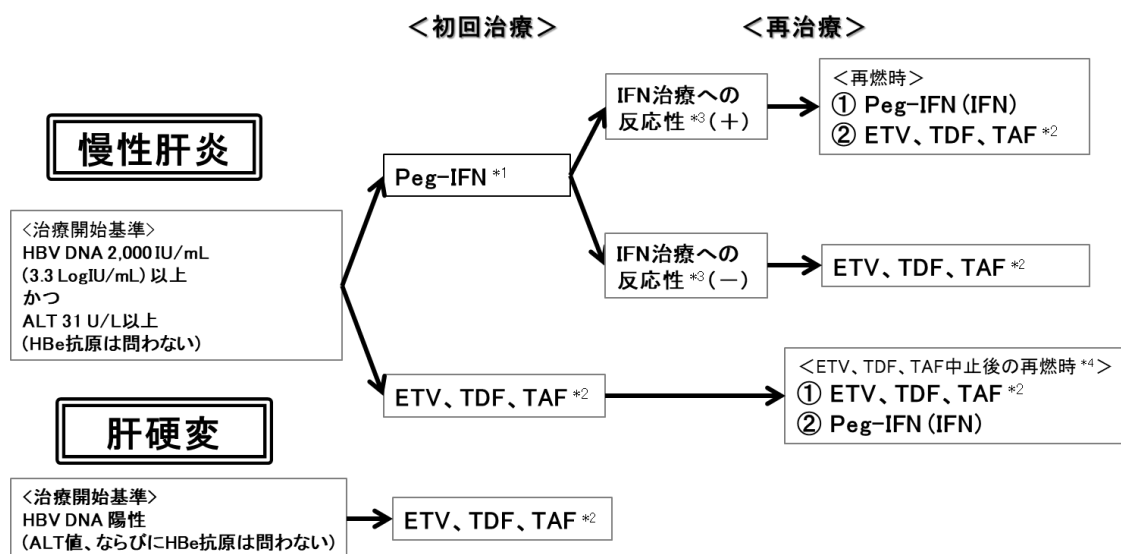 ＜初回治療＞
＜再治療＞
慢性肝炎
＜治療開始基準＞
HBV DNA 2,000 IU/mL
(3.3 LogIU/mL) 以上
かつ
ALT 31 U/L以上
(HBe抗原は問わない)
Peg-IFN *1
IFN治療への
反応性 *3 (＋)
＜再燃時＞
① Peg-IFN (IFN)
② ETV、TDF、TAF *2
IFN治療への
反応性 *3 (－)
ETV、TDF、TAF *2
ETV、TDF、TAF *2
＜ETV、TDF、TAF中止後の再燃時 *4＞
① ETV、TDF、TAF *2
② Peg-IFN (IFN)
肝硬変
＜治療開始基準＞
HBV DNA 陽性
(ALT値、ならびにHBe抗原は問わない)
ETV、TDF、TAF *2